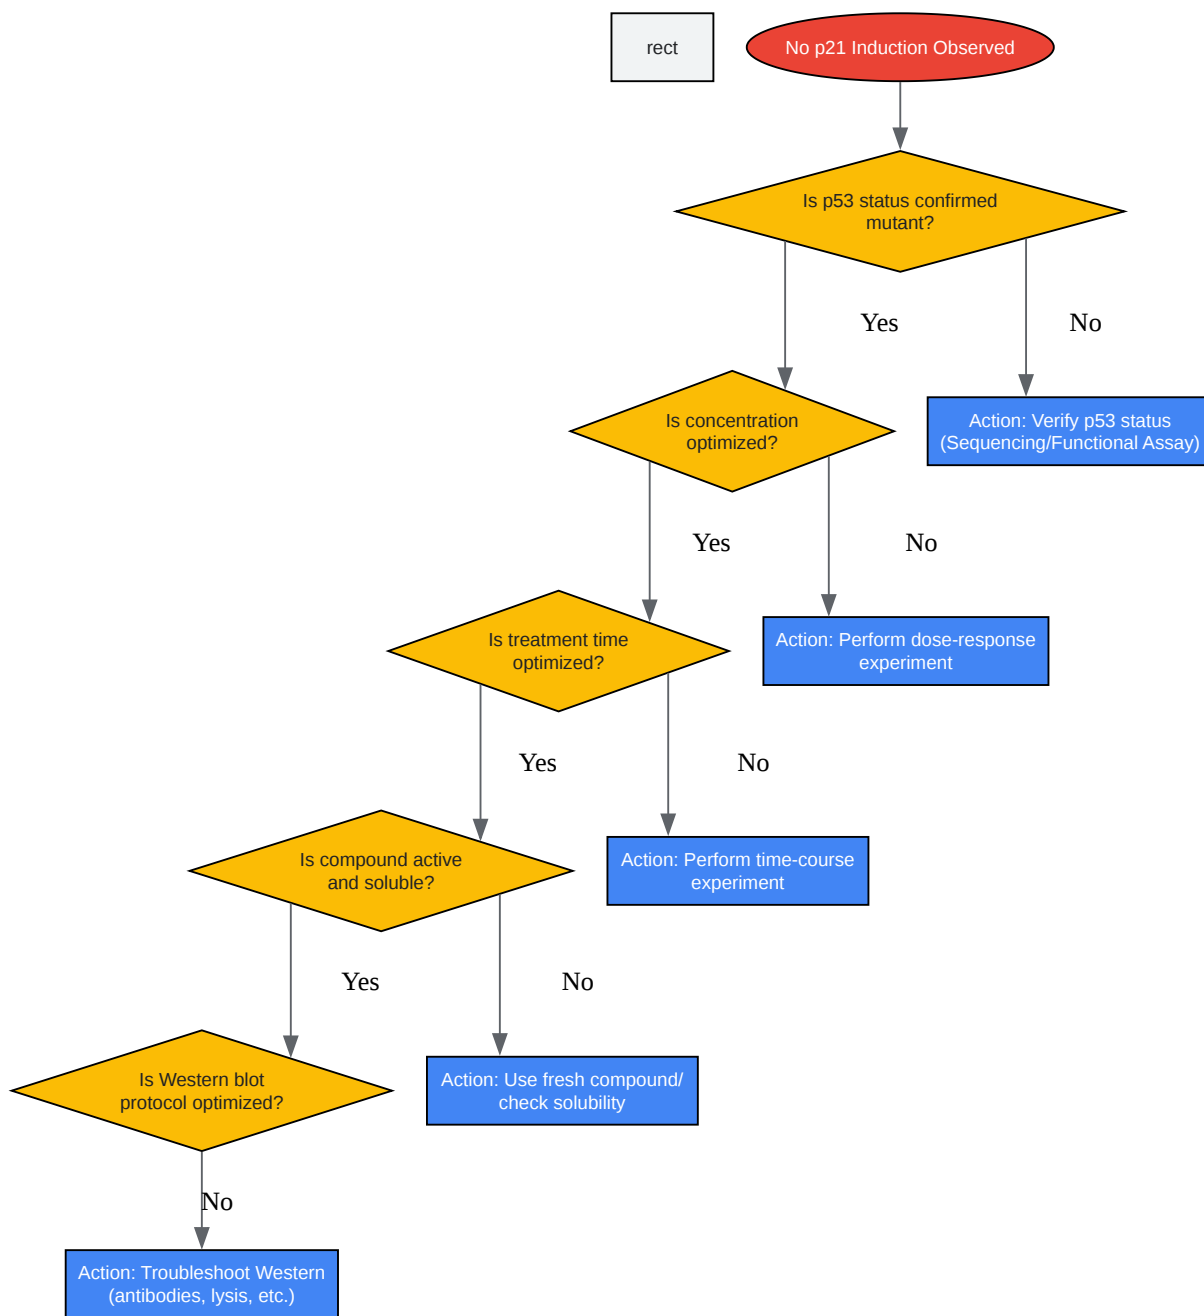 rect
No p21 Induction Observed
Is p53 status confirmed
mutant?
Yes
No
Is concentration
optimized?
Action: Verify p53 status
(Sequencing/Functional Assay)
Yes
No
Is treatment time
optimized?
Action: Perform dose-response
experiment
Yes
No
Is compound active
and soluble?
Action: Perform time-course
experiment
Yes
No
Is Western blot
protocol optimized?
Action: Use fresh compound/
check solubility
No
Action: Troubleshoot Western
(antibodies, lysis, etc.)